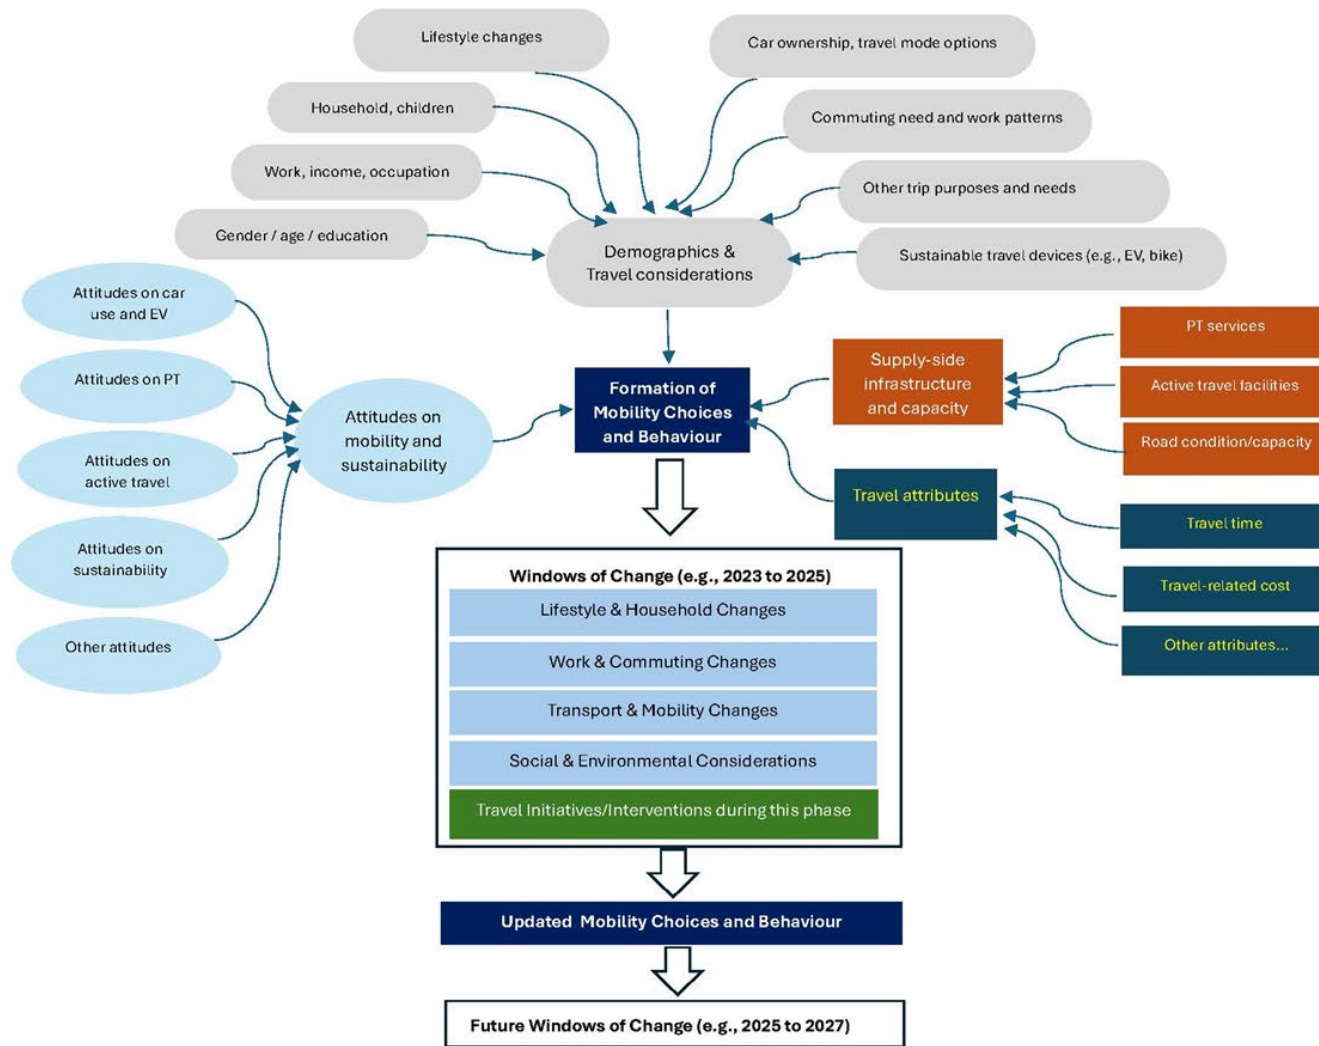 Lifestyle changes
Car ownership, travel mode options
Household, children
Commuting need and work patterns
Work, income, occupation
Other trip purposes and needs
Gender / age / education
Demographics &
Travel considerations
Sustainable travel devices (e.g., EV, bike)
Attitudes on car
use and EV
Attitudes on PT
Attitudes on
active travel
Attitudes on
sustainability
Other attitudes
Attitudes on
mobility and
sustainability
Formation of
Mobility Choices
and Behaviour
Supply-side
infrastructure
and capacity
PT services
Active travel facilities
Road condition/capacity
Travel attributes
Travel time
Travel-related cost
Other attributes...
Windows of Change (e.g., 2023 to 2025)
Lifestyle & Household Changes
Work & Commuting Changes
Transport & Mobility Changes
Social & Environmental Considerations
Travel Initiatives/Interventions during this phase
Updated Mobility Choices and Behaviour
Future Windows of Change (e.g., 2025 to 2027)